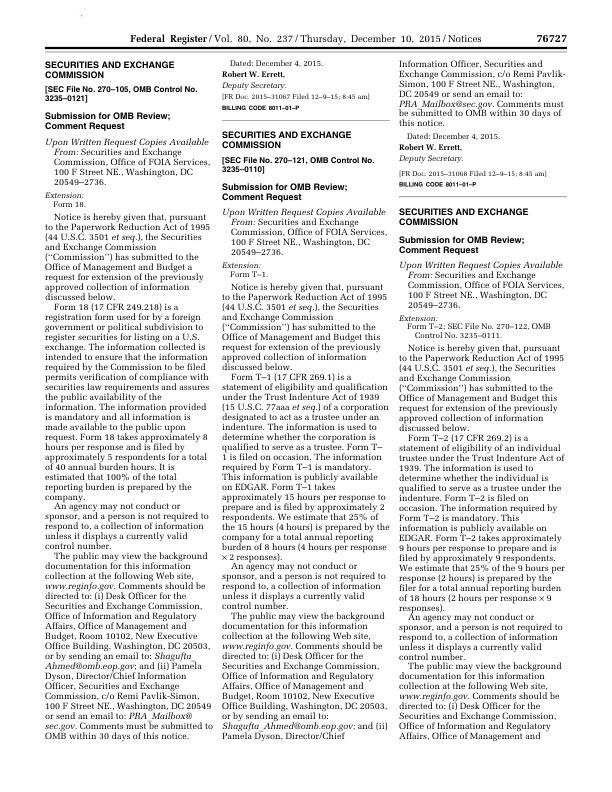 Federal Register / Vol. 80, No. 237 / Thursday, December 10, 2015 / Notices 76727
SECURITIES AND EXCHANGE
COMMISSION
[SEC File No. 270–105, OMB Control No.
3235–0121]
Submission for OMB Review;
Comment Request
Upon Written Request Copies Available
From: Securities and Exchange
Commission, Office of FOIA Services,
100 F Street NE., Washington, DC
20549–2736.
Extension:
Form 18.
Notice is hereby given that, pursuant
to the Paperwork Reduction Act of 1995
(44 U.S.C. 3501 et seq.), the Securities
and Exchange Commission
(‘‘Commission’’) has submitted to the
Office of Management and Budget a
request for extension of the previously
approved collection of information
discussed below.
Form 18 (17 CFR 249.218) is a
registration form used for by a foreign
government or political subdivision to
register securities for listing on a U.S.
exchange. The information collected is
intended to ensure that the information
required by the Commission to be filed
permits verification of compliance with
securities law requirements and assures
the public availability of the
information. The information provided
is mandatory and all information is
made available to the public upon
request. Form 18 takes approximately 8
hours per response and is filed by
approximately 5 respondents for a total
of 40 annual burden hours. It is
estimated that 100% of the total
reporting burden is prepared by the
company.
An agency may not conduct or
sponsor, and a person is not required to
respond to, a collection of information
unless it displays a currently valid
control number.
The public may view the background
documentation for this information
collection at the following Web site,
www.reginfo.gov. Comments should be
directed to: (i) Desk Officer for the
Securities and Exchange Commission,
Office of Information and Regulatory
Affairs, Office of Management and
Budget, Room 10102, New Executive
Office Building, Washington, DC 20503,
or by sending an email to: Shagufta_
Ahmed@omb.eop.gov; and (ii) Pamela
Dyson, Director/Chief Information
Officer, Securities and Exchange
Commission, c/o Remi Pavlik-Simon,
100 F Street NE., Washington, DC 20549
or send an email to: PRA_Mailbox@
sec.gov. Comments must be submitted to
OMB within 30 days of this notice.
Dated: December 4, 2015.
Robert W. Errett,
Deputy Secretary.
[FR Doc. 2015–31067 Filed 12–9–15; 8:45 am]
BILLING CODE 8011–01–P
SECURITIES AND EXCHANGE
COMMISSION
[SEC File No. 270–121, OMB Control No.
3235–0110]
Submission for OMB Review;
Comment Request
Upon Written Request Copies Available
From: Securities and Exchange
Commission, Office of FOIA Services,
100 F Street NE., Washington, DC
20549–2736.
Extension:
Form T–1.
Notice is hereby given that, pursuant
to the Paperwork Reduction Act of 1995
(44 U.S.C. 3501 et seq.), the Securities
and Exchange Commission
(‘‘Commission’’) has submitted to the
Office of Management and Budget this
request for extension of the previously
approved collection of information
discussed below.
Form T–1 (17 CFR 269.1) is a
statement of eligibility and qualification
under the Trust Indenture Act of 1939
(15 U.S.C. 77aaa et seq.) of a corporation
designated to act as a trustee under an
indenture. The information is used to
determine whether the corporation is
qualified to serve as a trustee. Form T–
1 is filed on occasion. The information
required by Form T–1 is mandatory.
This information is publicly available
on EDGAR. Form T–1 takes
approximately 15 hours per response to
prepare and is filed by approximately 2
respondents. We estimate that 25% of
the 15 hours (4 hours) is prepared by the
company for a total annual reporting
burden of 8 hours (4 hours per response
× 2 responses).
An agency may not conduct or
sponsor, and a person is not required to
respond to, a collection of information
unless it displays a currently valid
control number.
The public may view the background
documentation for this information
collection at the following Web site,
www.reginfo.gov. Comments should be
directed to: (i) Desk Officer for the
Securities and Exchange Commission,
Office of Information and Regulatory
Affairs, Office of Management and
Budget, Room 10102, New Executive
Office Building, Washington, DC 20503,
or by sending an email to:
Shagufta_Ahmed@omb.eop.gov; and (ii)
Pamela Dyson, Director/Chief
Information Officer, Securities and
Exchange Commission, c/o Remi Pavlik-
Simon, 100 F Street NE., Washington,
DC 20549 or send an email to:
PRA_Mailbox@sec.gov. Comments must
be submitted to OMB within 30 days of
this notice.
Dated: December 4, 2015.
Robert W. Errett,
Deputy Secretary.
[FR Doc. 2015–31068 Filed 12–9–15; 8:45 am]
BILLING CODE 8011–01–P
SECURITIES AND EXCHANGE
COMMISSION
Submission for OMB Review;
Comment Request
Upon Written Request Copies Available
From: Securities and Exchange
Commission, Office of FOIA Services,
100 F Street NE., Washington, DC
20549–2736.
Extension:
Form T–2; SEC File No. 270–122, OMB
Control No. 3235–0111.
Notice is hereby given that, pursuant
to the Paperwork Reduction Act of 1995
(44 U.S.C. 3501 et seq.), the Securities
and Exchange Commission
(‘‘Commission’’) has submitted to the
Office of Management and Budget this
request for extension of the previously
approved collection of information
discussed below.
Form T–2 (17 CFR 269.2) is a
statement of eligibility of an individual
trustee under the Trust Indenture Act of
1939. The information is used to
determine whether the individual is
qualified to serve as a trustee under the
indenture. Form T–2 is filed on
occasion. The information required by
Form T–2 is mandatory. This
information is publicly available on
EDGAR. Form T–2 takes approximately
9 hours per response to prepare and is
filed by approximately 9 respondents.
We estimate that 25% of the 9 hours per
response (2 hours) is prepared by the
filer for a total annual reporting burden
of 18 hours (2 hours per response × 9
responses).
An agency may not conduct or
sponsor, and a person is not required to
respond to, a collection of information
unless it displays a currently valid
control number.
The public may view the background
documentation for this information
collection at the following Web site,
www.reginfo.gov. Comments should be
directed to: (i) Desk Officer for the
Securities and Exchange Commission,
Office of Information and Regulatory
Affairs, Office of Management and